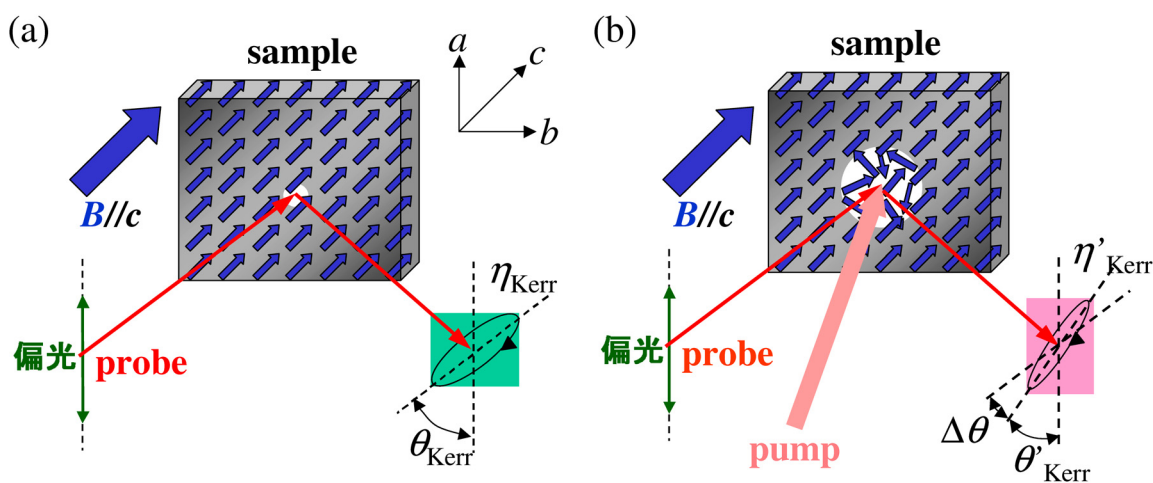 (a)
sample
a
c
b
B//c
偏光
probe
ηKerr
θKerr
(b)
sample
B//c
偏光
probe
pump
η’Kerr
Δθ
θ’Kerr